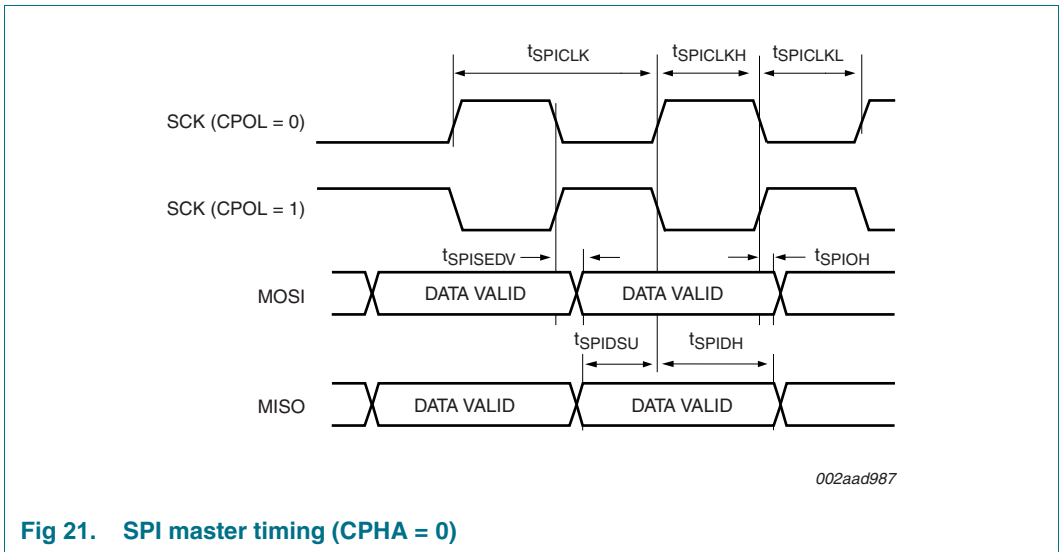 tSPICLK tSPICLKH tSPICLKL
SCK (CPOL = 0)
SCK (CPOL = 1)
tSPISEDV tSPIOH
MOSI DATA VALID DATA VALID
tSPIDSU tSPIDH
MISO DATA VALID DATA VALID
002aad987
Fig 21. SPI master timing (CPHA = 0)